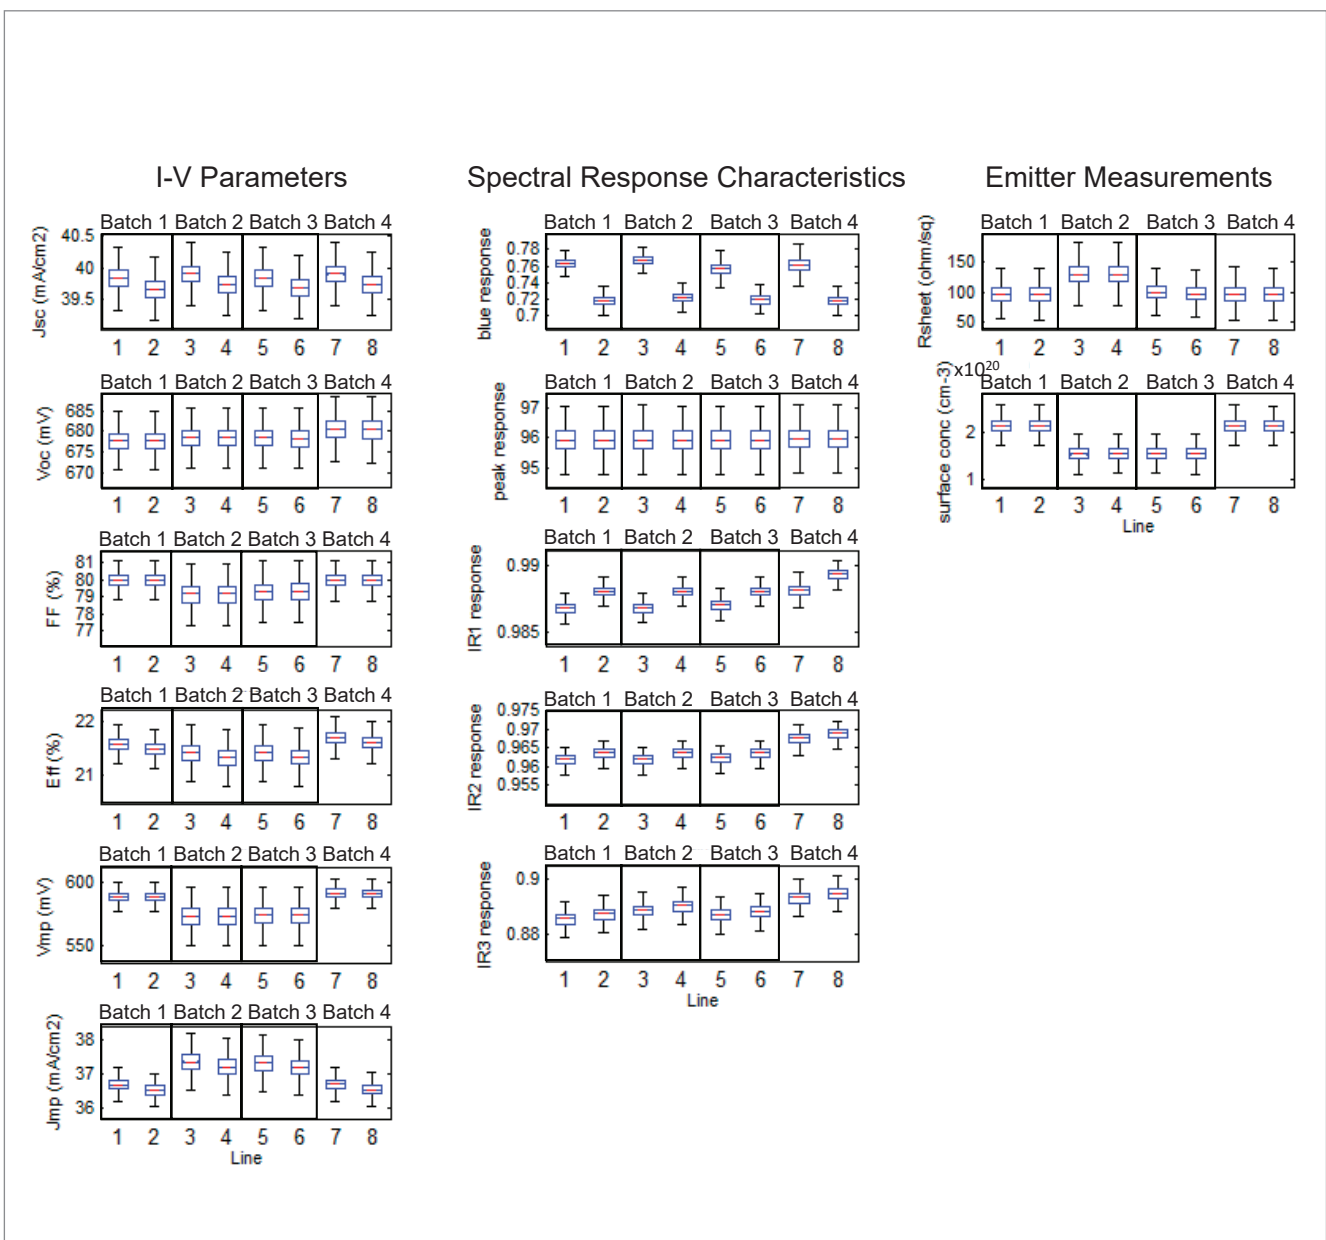 I-V Parameters
Batch 1 Batch 2 Batch 3 Batch 4
Jsc (mA/cm2)
40.5
40
39.5
1 2 3 4 5 6 7 8
Batch 1 Batch 2 Batch 3 Batch 4
Voc (mV)
685
680
675
670
1 2 3 4 5 6 7 8
Batch 1 Batch 2 Batch 3 Batch 4
FF (%)
81
80
79
78
77
1 2 3 4 5 6 7 8
Batch 1 Batch 2 Batch 3 Batch 4
Eff (%)
22
21
1 2 3 4 5 6 7 8
Batch 1 Batch 2 Batch 3 Batch 4
Vmp (mV)
600
550
1 2 3 4 5 6 7 8
Batch 1 Batch 2 Batch 3 Batch 4
Jmp (mA/cm2)
38
37
36
1 2 3 4 5 6 7 8
Line
Spectral Response Characteristics
Batch 1 Batch 2 Batch 3 Batch 4
blue response
0.78
0.76
0.74
0.72
0.7
1 2 3 4 5 6 7 8
Batch 1 Batch 2 Batch 3 Batch 4
peak response
97
96
95
1 2 3 4 5 6 7 8
Batch 1 Batch 2 Batch 3 Batch 4
IR1 response
0.99
0.985
1 2 3 4 5 6 7 8
Batch 1 Batch 2 Batch 3 Batch 4
IR2 response
0.975
0.97
0.965
0.96
0.955
1 2 3 4 5 6 7 8
Batch 1 Batch 2 Batch 3 Batch 4
IR3 response
0.9
0.88
1 2 3 4 5 6 7 8
Line
Emitter Measurements
Batch 1 Batch 2 Batch 3 Batch 4
Rsheet (ohm/sq)
150
100
50
1 2 3 4 5 6 7 8
x10²⁰
Batch 1 Batch 2 Batch 3 Batch 4
surface conc (cm-3)
2
1
1 2 3 4 5 6 7 8
Line